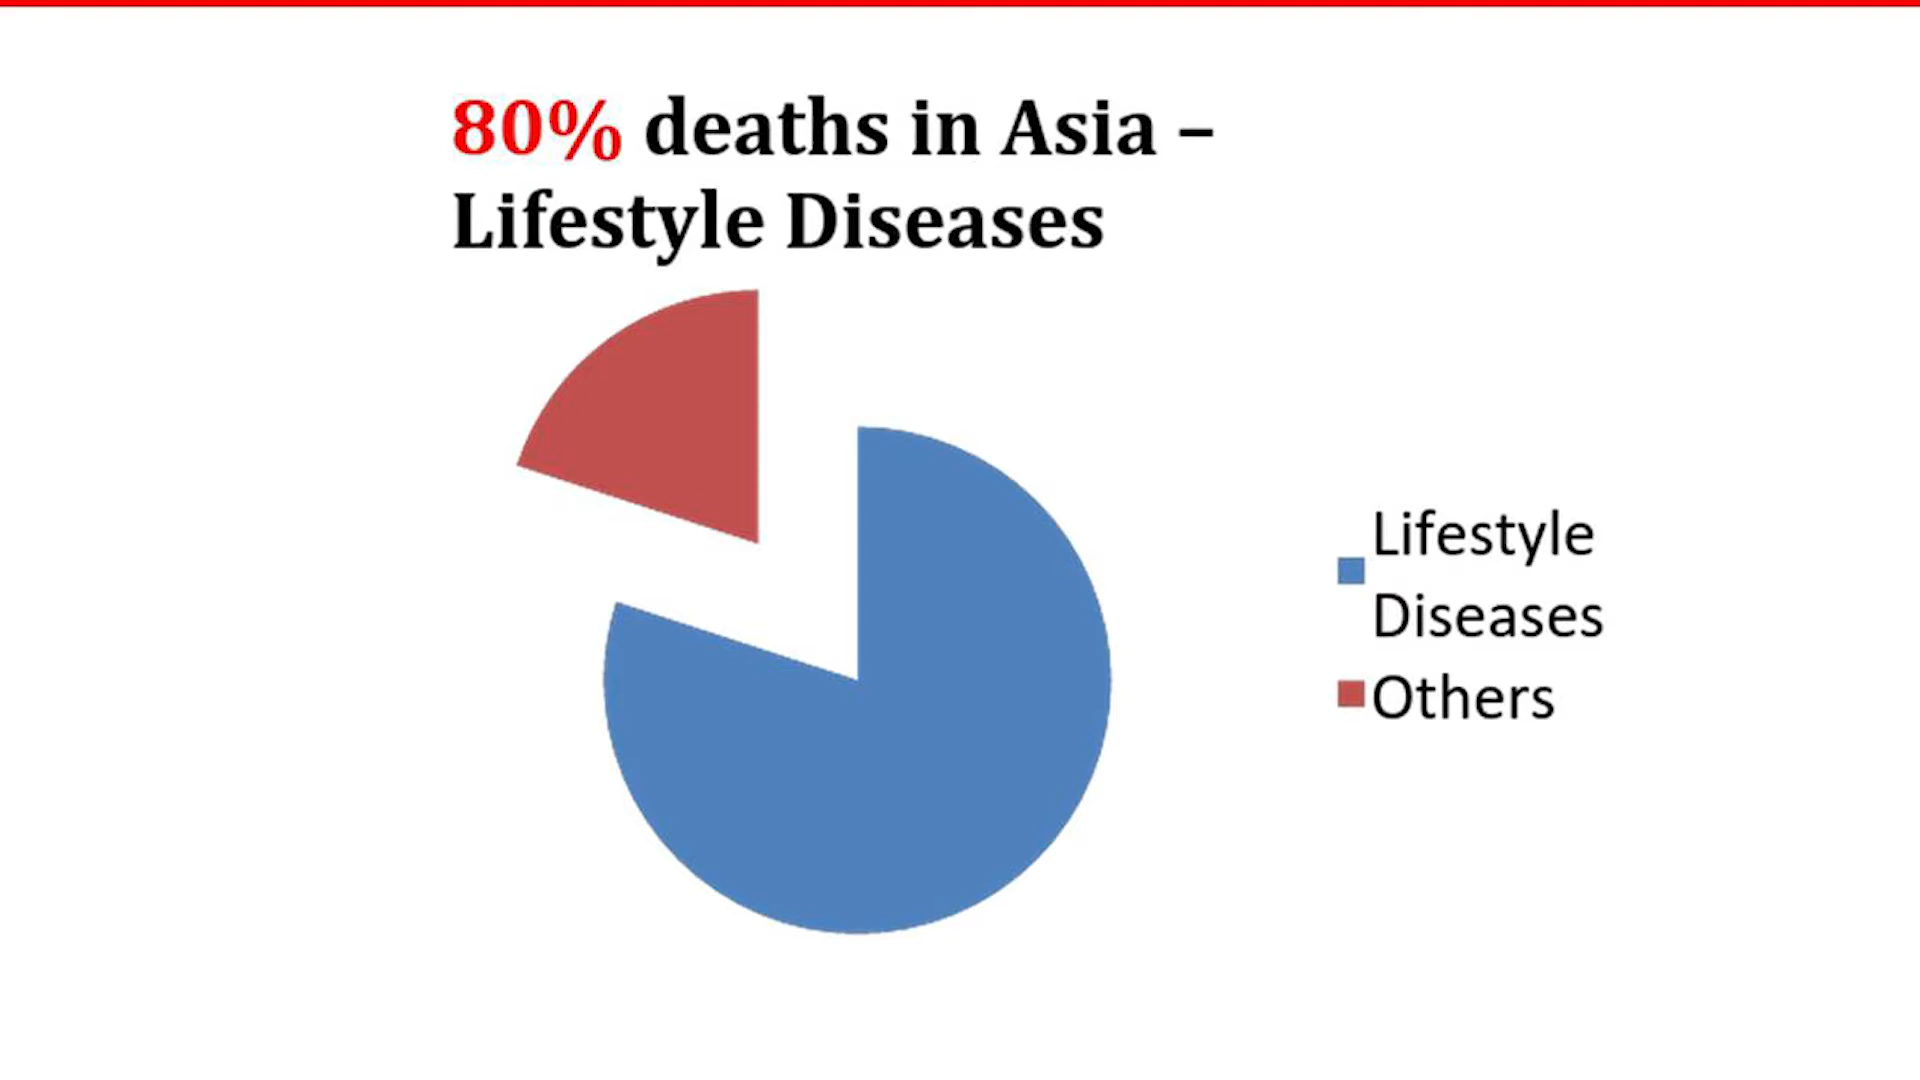 80% deaths in Asia –
Lifestyle Diseases
Lifestyle
Diseases
Others